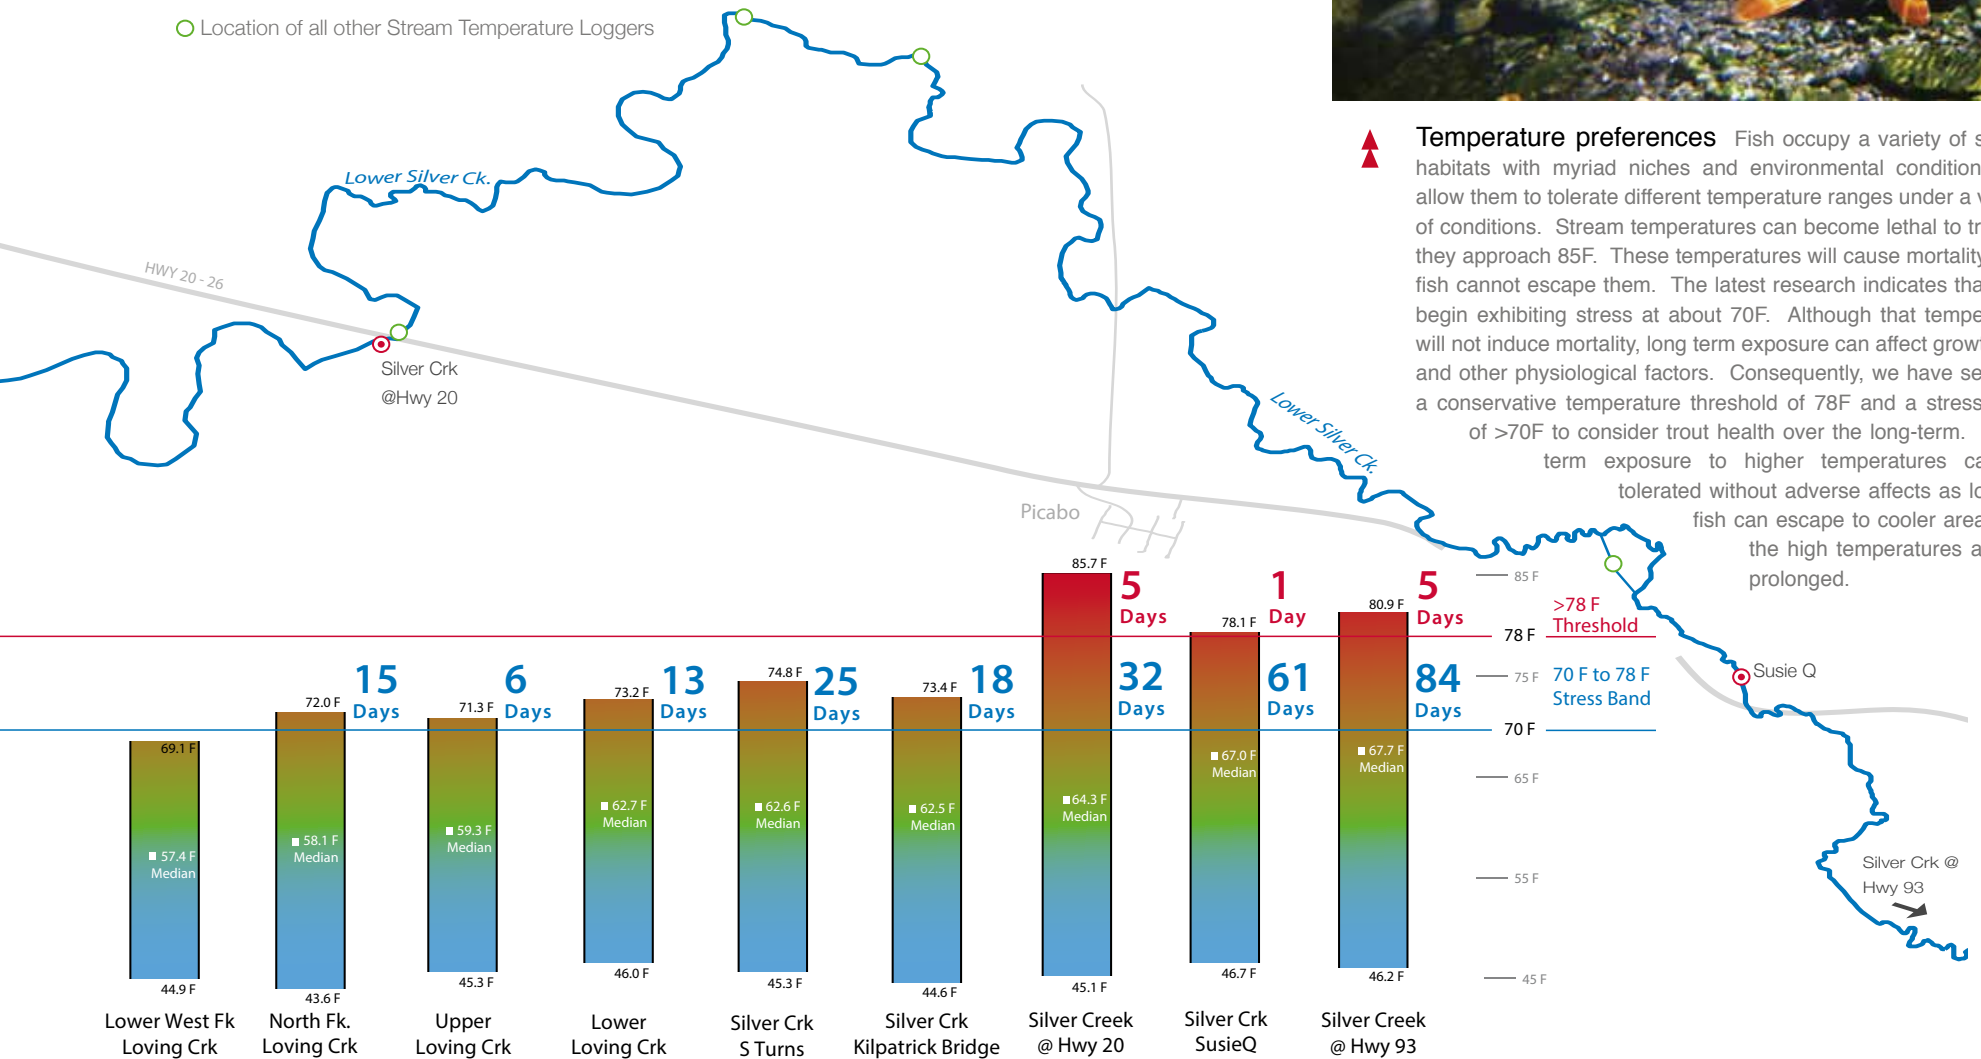 Location of all other Stream Temperature Loggers
Lower Silver Ck.
HWY 20 - 26
Silver Crk
@Hwy 20
Lower Silver Ck.
Picabo
Temperature preferences Fish occupy a variety of
habitats with myriad niches and environmental
allow them to tolerate different temperature ranges under a
of conditions. Stream temperatures can become lethal to
they approach 85F. These temperatures will cause mortality
fish cannot escape them. The latest research indicates
begin exhibiting stress at about 70F. Although that
will not induce mortality, long term exposure can affect
and other physiological factors. Consequently, we have
a conservative temperature threshold of 78F and a stress
of >70F to consider trout health over the long-term.
term exposure to higher temperatures
tolerated without adverse affects as
fish can escape to cooler
the high temperatures
prolonged.
Susie Q
Silver Crk @
Hwy 93
85 F
>78 F
Threshold
78 F
75 F
70 F to 78 F
Stress Band
70 F
65 F
55 F
45 F
69.1 F
57.4 F
Median
44.9 F
Lower West Fk
Loving Crk
72.0 F
15
Days
58.1 F
Median
43.6 F
North Fk.
Loving Crk
71.3 F
6
Days
59.3 F
Median
45.3 F
Upper
Loving Crk
73.2 F
13
Days
62.7 F
Median
46.0 F
Lower
Loving Crk
74.8 F
25
Days
62.6 F
Median
45.3 F
Silver Crk
S Turns
73.4 F
18
Days
62.5 F
Median
44.6 F
Silver Crk
Kilpatrick Bridge
85.7 F
5
Days
32
Days
64.3 F
Median
45.1 F
Silver Creek
@ Hwy 20
78.1 F
1
Day
61
Days
67.0 F
Median
46.7 F
Silver Crk
SusieQ
80.9 F
5
Days
84
Days
67.7 F
Median
46.2 F
Silver Creek
@ Hwy 93